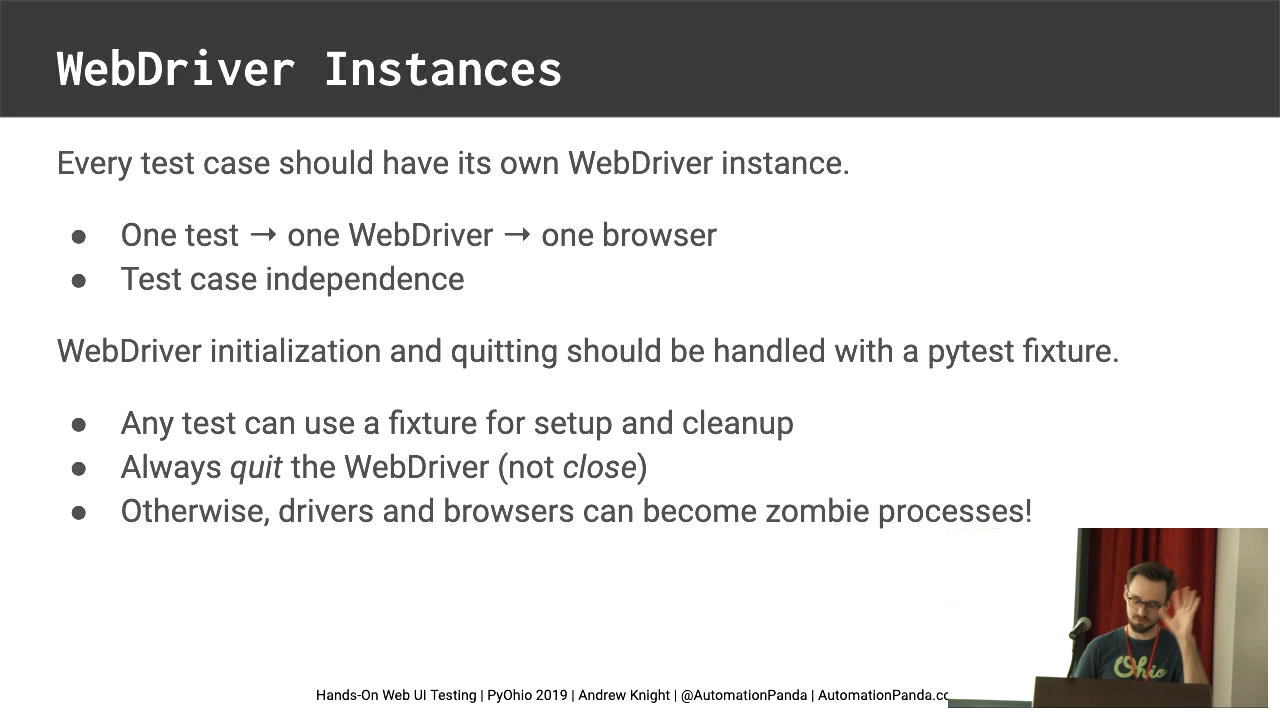 WebDriver Instances
Every test case should have its own WebDriver instance.
● One test → one WebDriver → one browser
● Test case independence
WebDriver initialization and quitting should be handled with a pytest fixture.
● Any test can use a fixture for setup and cleanup
● Always quit the WebDriver (not close)
● Otherwise, drivers and browsers can become zombie processes!
Ohio
Hands-On Web UI Testing | PyOhio 2019 | Andrew Knight | @AutomationPanda | AutomationPanda.co